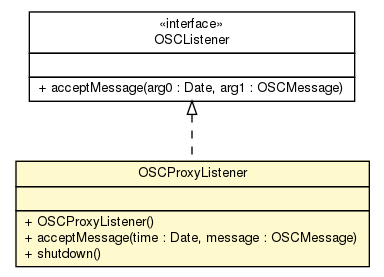 «interface»
OSCListener
+ acceptMessage(arg0 : Date, arg1 : OSCMessage)
OSCProxyListener
+ OSCProxyListener()
+ acceptMessage(time : Date, message : OSCMessage)
+ shutdown()